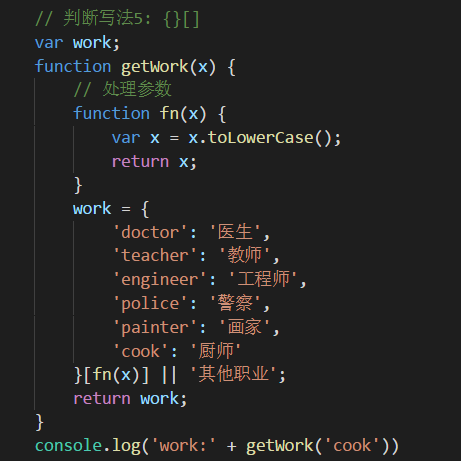 // 判断写法5: {}[]
var work;
function getWork(x) {
    // 处理参数
    function fn(x) {
        var x = x.toLowerCase();
        return x;
    }
    work = {
        'doctor': '医生',
        'teacher': '教师',
        'engineer': '工程师',
        'police': '警察',
        'painter': '画家',
        'cook': '厨师'
    }[fn(x)] || '其他职业';
    return work;
}
console.log('work:' + getWork('cook'))